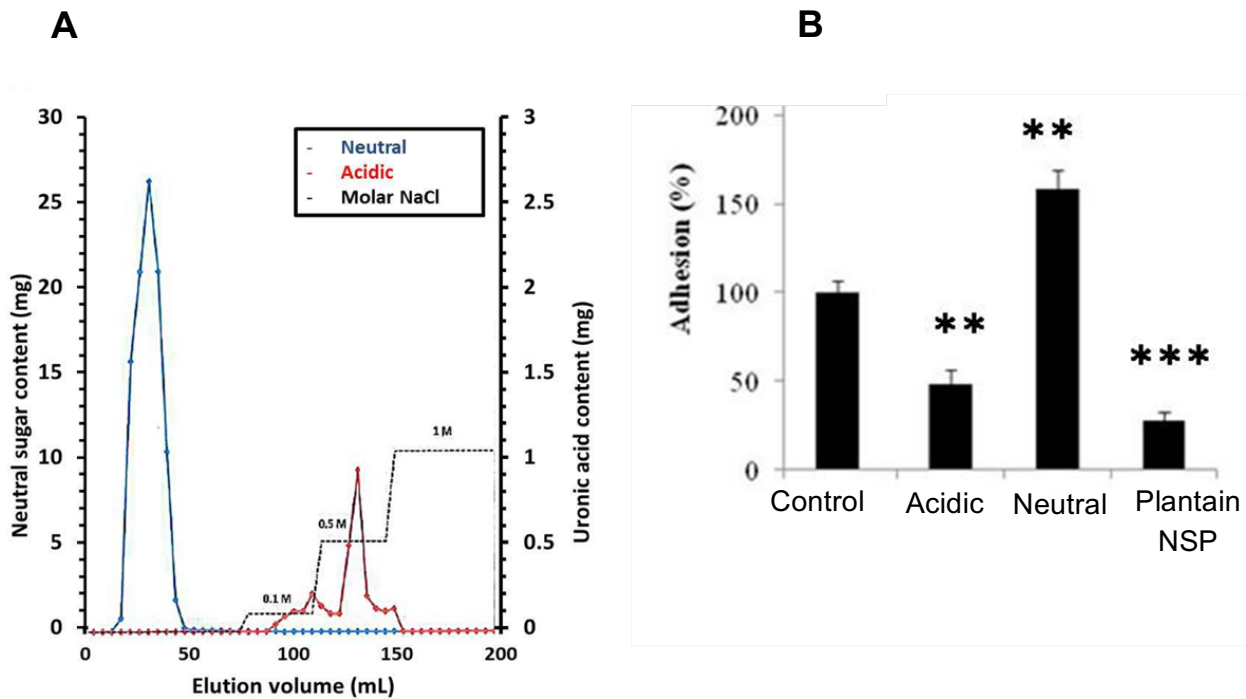 A
B
30
25
20
15
10
5
0
Neutral sugar content (mg)
- Neutral
- Acidic
- Molar NaCl
0.1 M
0.5 M
1 M
3
2.5
2
1.5
1
0.5
0
Uronic acid content (mg)
0 50 100 150 200
Elution volume (mL)
200
150
100
50
0
Adhesion (%)
**
**
***
Control Acidic Neutral Plantain
NSP